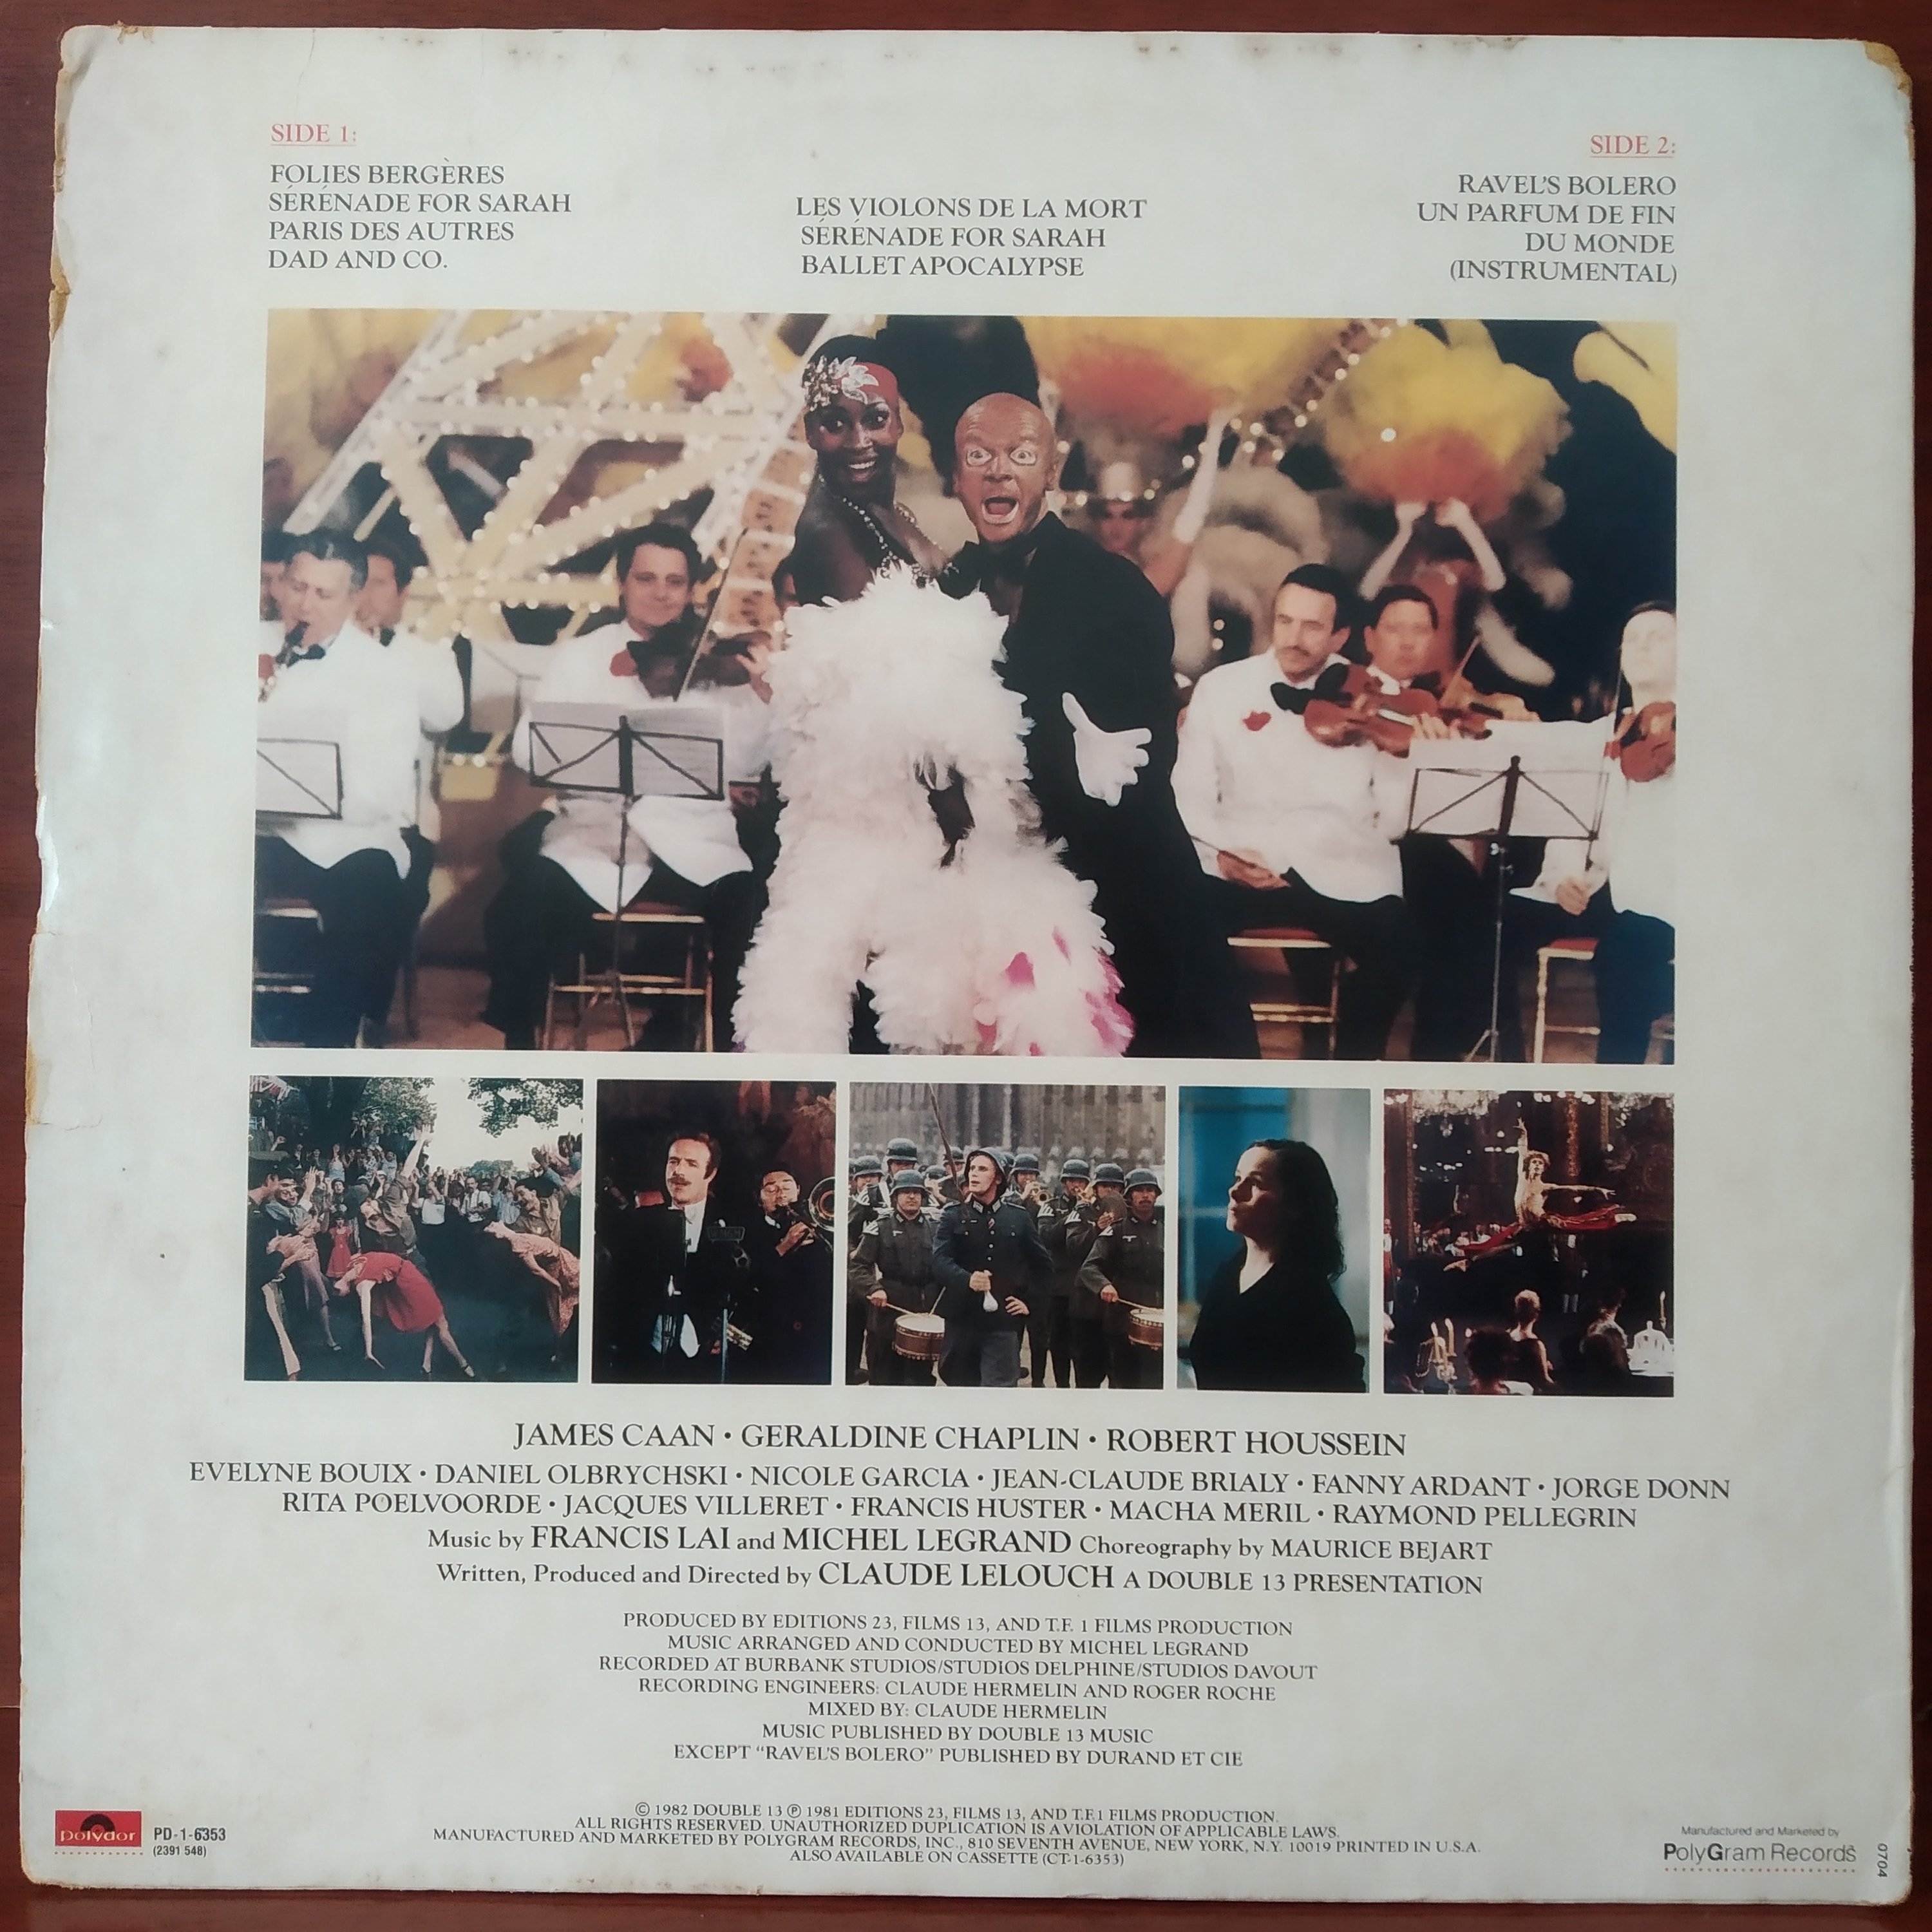 SIDE 1:
FOLIES BERGÈRES
SÉRÉNADE FOR SARAH
PARIS DES AUTRES
DAD AND CO.
LES VIOLONS DE LA MORT
SÉRÉNADE FOR SARAH
BALLET APOCALYPSE
SIDE 2:
RAVEL'S BOLERO
UN PARFUM DE FIN
DU MONDE
(INSTRUMENTAL)
JAMES CAAN • GERALDINE CHAPLIN • ROBERT HOUSSEIN
EVELYNE BOUIX • DANIEL OLBRYCHSKI • NICOLE GARCIA • JEAN-CLAUDE BRIALY • FANNY ARDANT • JORGE DONN
RITA POELVOORDE • JACQUES VILLERET • FRANCIS HUSTER • MACHA MERIL • RAYMOND PELLEGRIN
Music by FRANCIS LAI and MICHEL LEGRAND Choreography by MAURICE BEJART
Written, Produced and Directed by CLAUDE LELOUCH A DOUBLE 13 PRESENTATION
PRODUCED BY EDITIONS 23, FILMS 13, AND T.F. 1 FILMS PRODUCTION
MUSIC ARRANGED AND CONDUCTED BY MICHEL LEGRAND
RECORDED AT BURBANK STUDIOS/STUDIOS DELPHINE/STUDIOS DAVOUT
RECORDING ENGINEERS: CLAUDE HERMELIN AND ROGER ROCHE
MIXED BY: CLAUDE HERMELIN
MUSIC PUBLISHED BY DOUBLE 13 MUSIC
EXCEPT “RAVEL'S BOLERO” PUBLISHED BY DURAND ET CIE
© 1982 DOUBLE 13 ℗ 1981 EDITIONS 23, FILMS 13, AND T.F.1 FILMS PRODUCTION.
ALL RIGHTS RESERVED. UNAUTHORIZED DUPLICATION IS A VIOLATION OF APPLICABLE LAWS.
MANUFACTURED AND MARKETED BY POLYGRAM RECORDS, INC., 810 SEVENTH AVENUE, NEW YORK, N.Y. 10019 PRINTED IN U.S.A.
ALSO AVAILABLE ON CASSETTE (CT-1-6353)
polydor
PD-1-6353
(2391 548)
Manufactured and Marketed by
PolyGram Records
0704